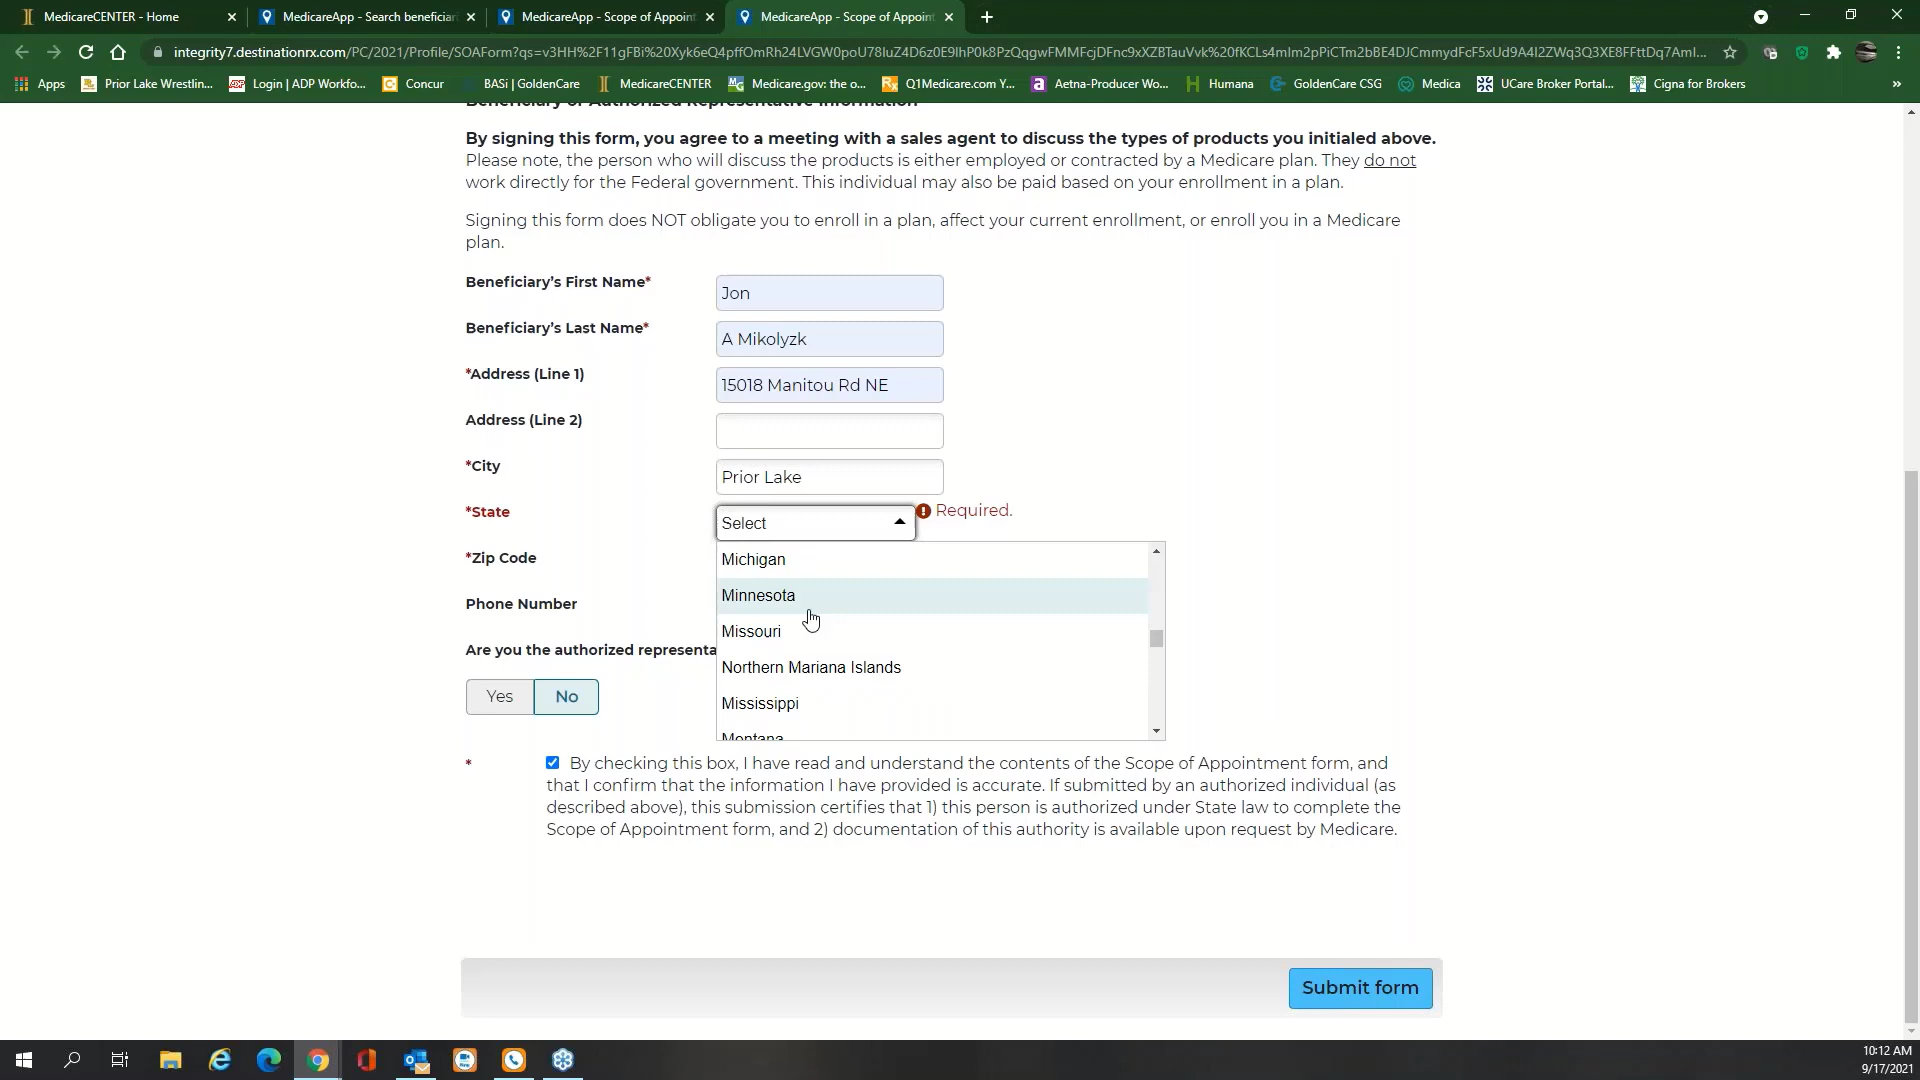 MedicareCENTER - Home
MedicareApp - Search beneficiar
MedicareApp - Scope of Appoint
MedicareApp - Scope of Appoint
Apps
Prior Lake Wrestlin...
Login | ADP Workfo...
Concur
BASi | GoldenCare
MedicareCENTER
Medicare.gov: the o...
Q1Medicare.com Y...
Aetna-Producer Wo...
Humana
GoldenCare CSG
Medica
UCare Broker Portal...
Cigna for Brokers
Beneficiary or Authorized Representative Information
By signing this form, you agree to a meeting with a sales agent to discuss the types of products you initialed above.
Please note, the person who will discuss the products is either employed or contracted by a Medicare plan. They do not
work directly for the Federal government. This individual may also be paid based on your enrollment in a plan.
Signing this form does NOT obligate you to enroll in a plan, affect your current enrollment, or enroll you in a Medicare
plan.
Beneficiary's First Name*
Jon
Beneficiary's Last Name*
A Mikolyzk
*Address (Line 1)
15018 Manitou Rd NE
Address (Line 2)
*City
Prior Lake
*State
Select
Required.
*Zip Code
Michigan
Minnesota
Phone Number
Missouri
Are you the authorized representa
Northern Mariana Islands
Yes
No
Mississippi
Montana
* By checking this box, I have read and understand the contents of the Scope of Appointment form, and
that I confirm that the information I have provided is accurate. If submitted by an authorized individual (as
described above), this submission certifies that 1) this person is authorized under State law to complete the
Scope of Appointment form, and 2) documentation of this authority is available upon request by Medicare.
Submit form
10:12 AM
9/17/2021